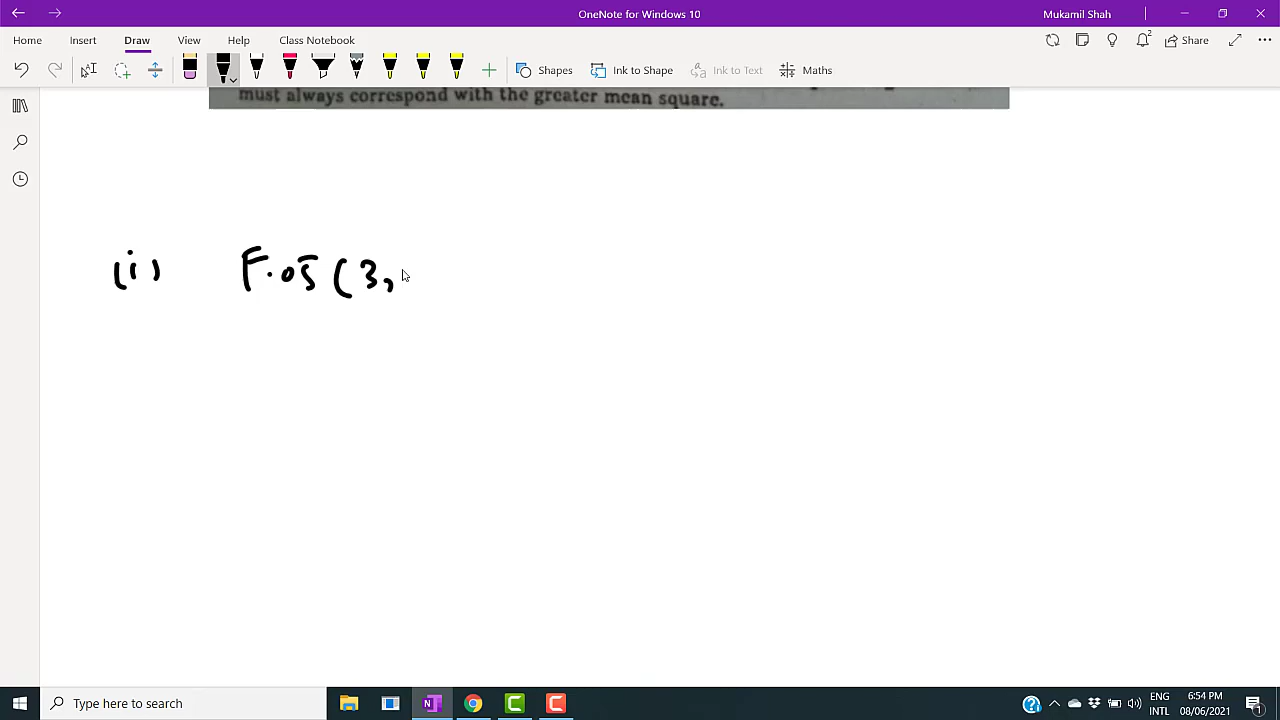 OneNote for Windows 10
Mukamil Shah
Home Insert Draw View Help Class Notebook
Share
Shapes Ink to Shape Ink to Text Maths
must always correspond with the greater mean square.
(i) F.05 (3,
Type here to search
ENG
INTL
6:54 PM
08/06/2021